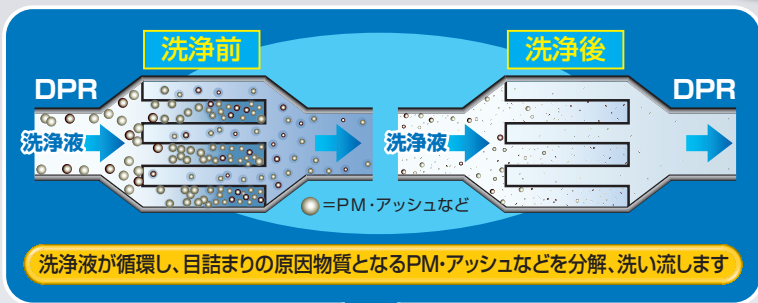 洗浄前
洗浄後
DPR
DPR
洗浄液
洗浄液
=PM・アッシュなど
洗浄液が循環し、目詰まりの原因物質となるPM・アッシュなどを分解、洗い流します